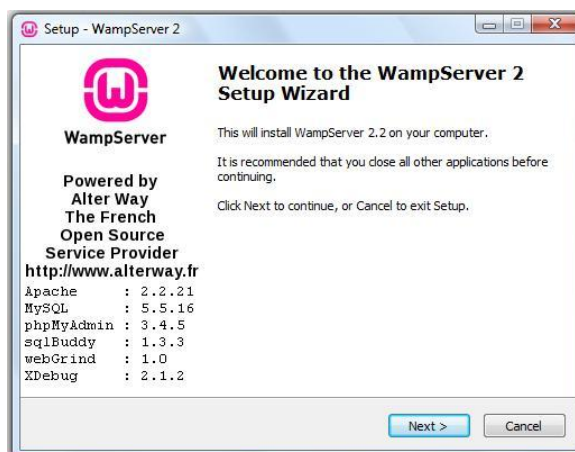 Setup - WampServer 2
WampServer
Powered by
Alter Way
The French
Open Source
Service Provider
http://www.alterway.fr
Apache : 2.2.21
MySQL : 5.5.16
phpMyAdmin : 3.4.5
sqlBuddy : 1.3.3
webGrind : 1.0
XDebug : 2.1.2
Welcome to the WampServer 2
Setup Wizard
This will install WampServer 2.2 on your computer.
It is recommended that you close all other applications before
continuing.
Click Next to continue, or Cancel to exit Setup.
Next >
Cancel